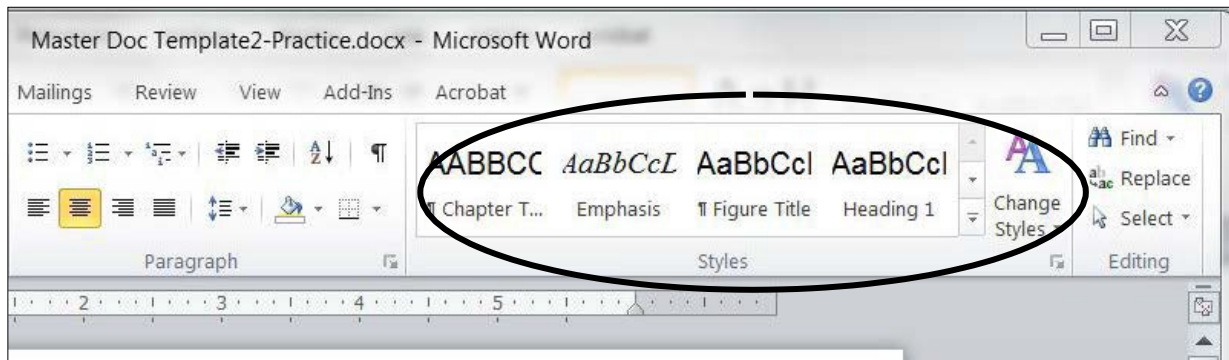 Master Doc Template2-Practice.docx - Microsoft Word
Mailings Review View Add-Ins Acrobat
AABBCC AaBbCcL AaBbCcl AaBbCcl
¶ Chapter T... Emphasis ¶ Figure Title Heading 1
Change
Styles
Find
Replace
Select
Paragraph Styles Editing
2 3 4 5